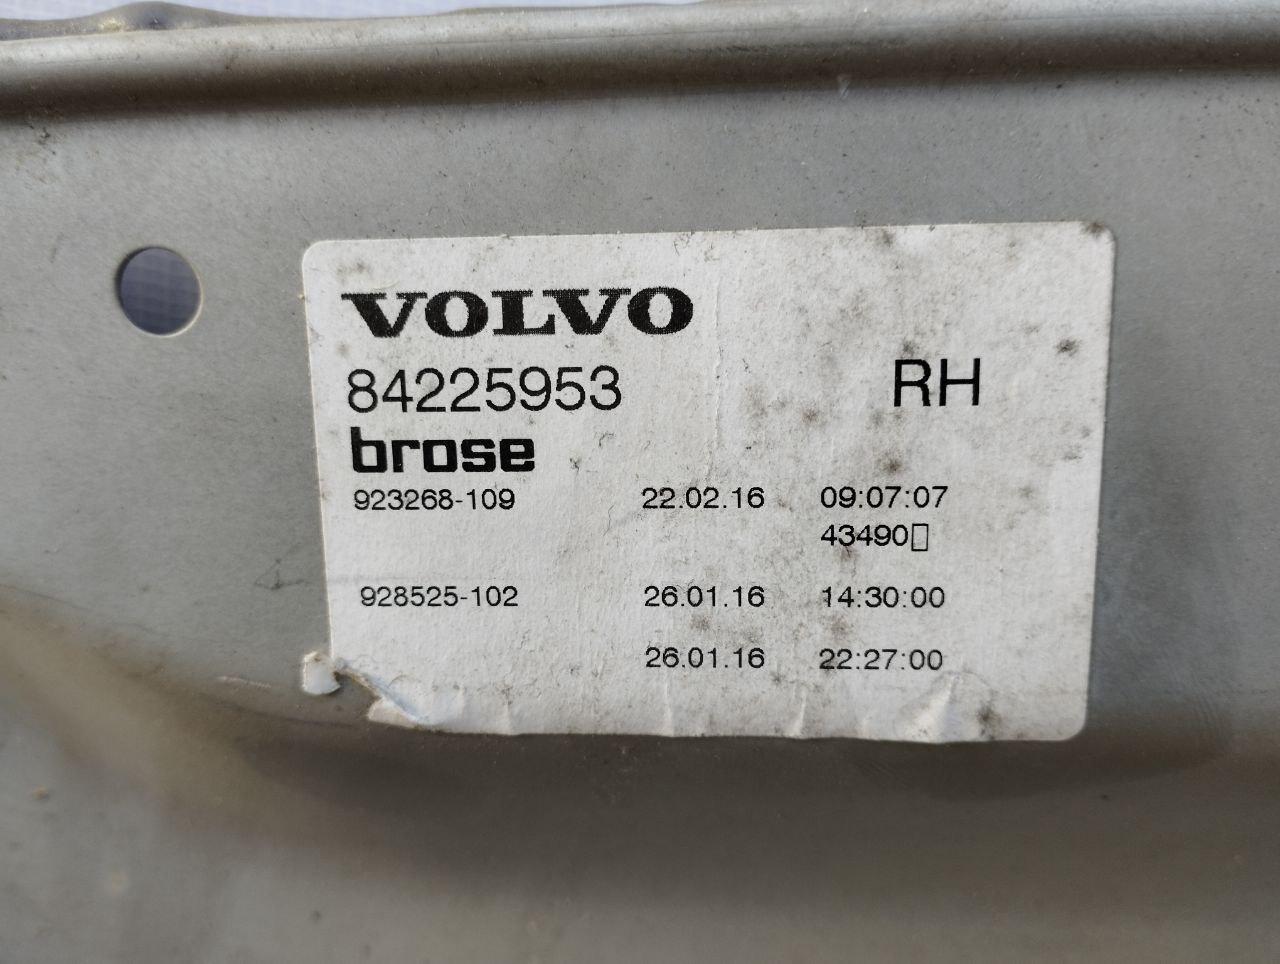 VOLVO
84225953 RH
brose
923268-109 22.02.16 09:07:07
43490▯
928525-102 26.01.16 14:30:00
26.01.16 22:27:00